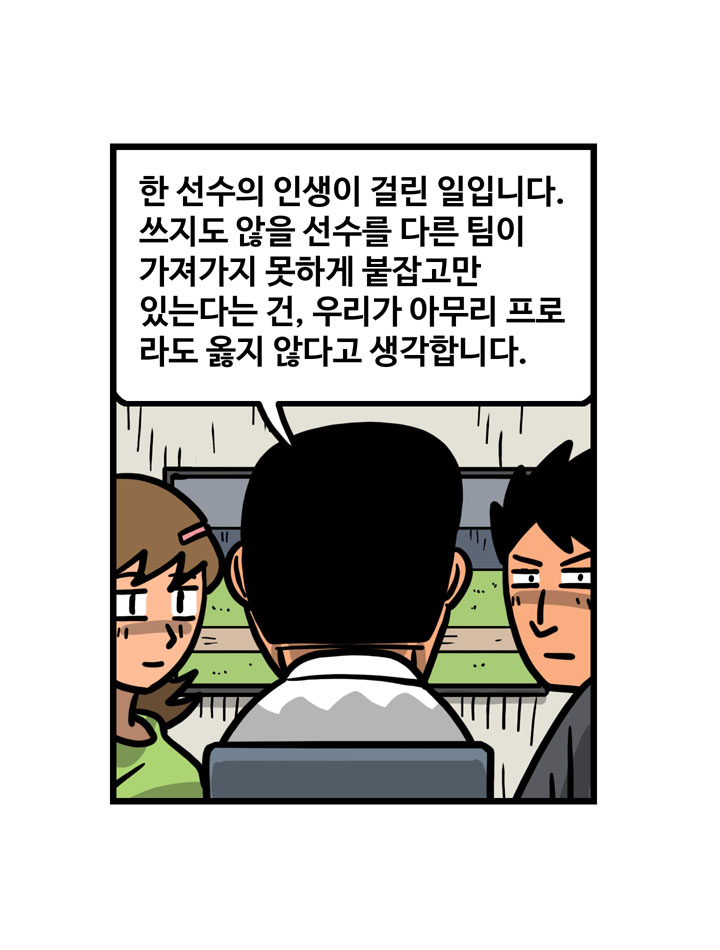 한 선수의 인생이 걸린 일입니다.
쓰지도 않을 선수를 다른 팀이
가져가지 못하게 붙잡고만
있는다는 건, 우리가 아무리 프로
라도 옳지 않다고 생각합니다.